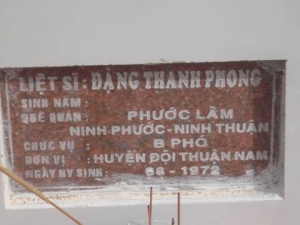 LIỆT SĨ : ĐẶNG THANH PHONG
SINH NĂM :
QUÊ QUÁN : PHƯỚC LÂM
NINH PHƯỚC-NINH THUẬN
CHỨC VỤ : B PHÓ
ĐƠN VỊ : HUYỆN ĐỘI THUẬN NAM
NGÀY HY SINH : 08-1972